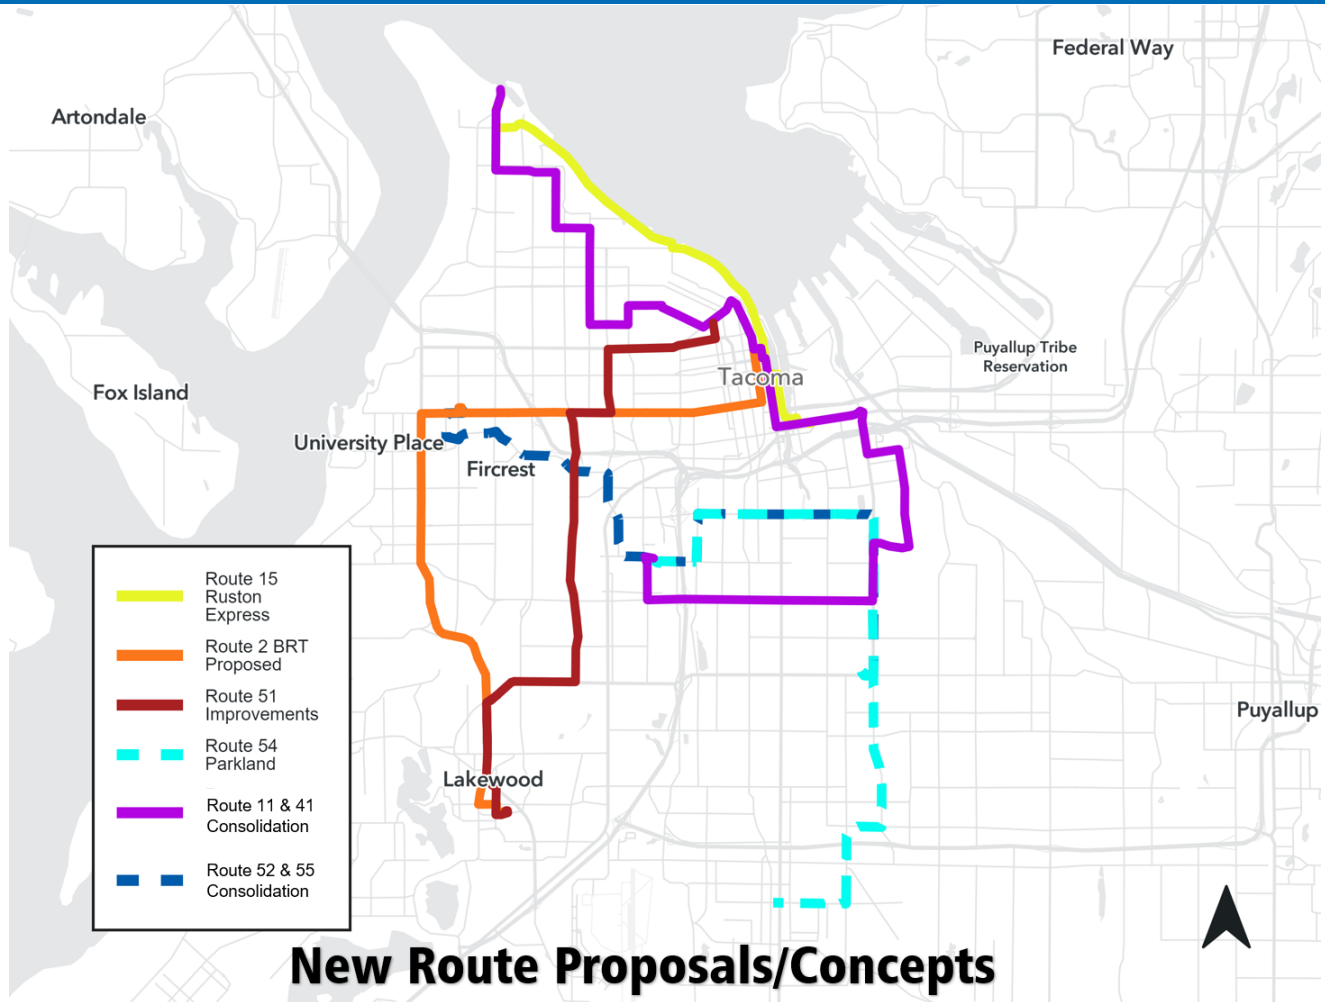 Federal Way
Artondale
Puyallup Tribe
Reservation
Tacoma
Fox Island
University Place
Fircrest
Route 15
Ruston
Express
Route 2 BRT
Proposed
Route 51
Improvements
Route 54
Parkland
Route 11 & 41
Consolidation
Route 52 & 55
Consolidation
Puyallup
Lakewood
New Route Proposals/Concepts